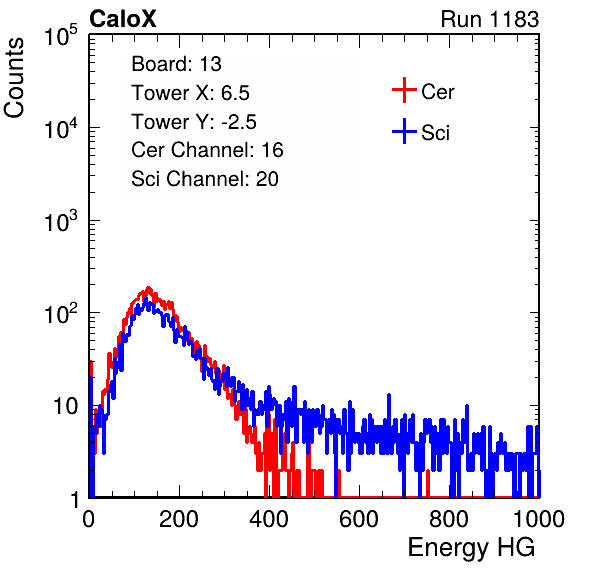 CaloX Run 1183
Counts
10^5
10^4
10^3
10^2
10
1
Board: 13
Tower X: 6.5
Tower Y: -2.5
Cer Channel: 16
Sci Channel: 20
Cer
Sci
0 200 400 600 800 1000
Energy HG